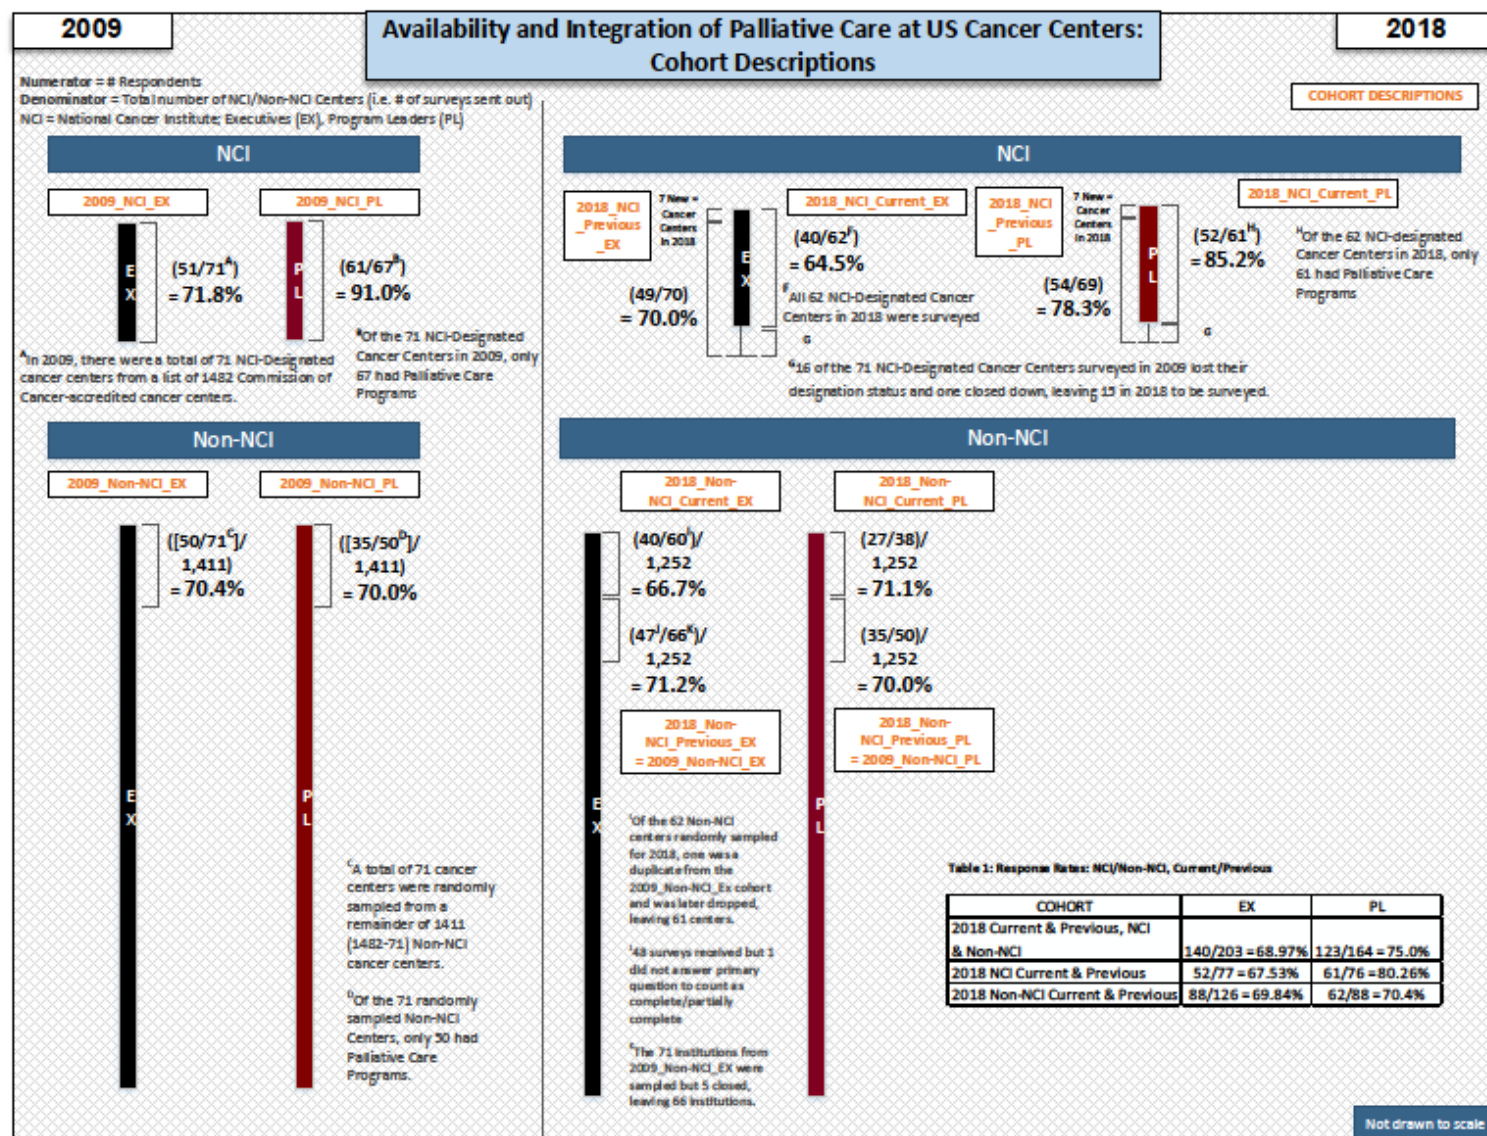 2009
Availability and Integration of Palliative Care at US Cancer Centers:
Cohort Descriptions
2018
Numerator = # Respondents
Denominator = Total number of NCI/Non-NCI Centers (i.e. # of surveys sent out)
NCI = National Cancer Institute; Executives (EX), Program Leaders (PL)
COHORT DESCRIPTIONS
NCI
2009_NCI_EX
2009_NCI_PL
E
X
(51/71A)
= 71.8%
P
L
(61/67B)
= 91.0%
AIn 2009, there were a total of 71 NCI-Designated
cancer centers from a list of 1482 Commission of
Cancer-accredited cancer centers.
BOf the 71 NCI-Designated
Cancer Centers in 2009, only
67 had Palliative Care
Programs
NCI
2018_NCI
_Previous
_EX
7 New =
Cancer
Centers
in 2018
2018_NCI_Current_EX
(40/62F)
= 64.5%
E
X
(49/70)
= 70.0%
FAll 62 NCI-Designated Cancer
Centers in 2018 were surveyed
G
2018_NCI
_Previous
_PL
7 New =
Cancer
Centers
in 2018
2018_NCI_Current_PL
(52/61H)
= 85.2%
P
L
(54/69)
= 78.3%
HOf the 62 NCI-designated
Cancer Centers in 2018, only
61 had Palliative Care
Programs
G
G16 of the 71 NCI-Designated Cancer Centers surveyed in 2009 lost their
designation status and one closed down, leaving 15 in 2018 to be surveyed.
Non-NCI
2009_Non-NCI_EX
2009_Non-NCI_PL
([50/71C]/
1,411)
= 70.4%
([35/50D]/
1,411)
= 70.0%
E
X
P
L
CA total of 71 cancer
centers were randomly
sampled from a
remainder of 1411
(1482-71) Non-NCI
cancer centers.
DOf the 71 randomly
sampled Non-NCI
Centers, only 50 had
Palliative Care
Programs.
Non-NCI
2018_Non-
NCI_Current_EX
2018_Non-
NCI_Current_PL
(40/60I)/
1,252
= 66.7%
(27/38)/
1,252
= 71.1%
(47J/66K)/
1,252
= 71.2%
(35/50)/
1,252
= 70.0%
2018_Non-
NCI_Previous_EX
= 2009_Non-NCI_EX
2018_Non-
NCI_Previous_PL
= 2009_Non-NCI_PL
E
X
P
L
IOf the 62 Non-NCI
centers randomly sampled
for 2018, one was a
duplicate from the
2009_Non-NCI_Ex cohort
and was later dropped,
leaving 61 centers.
J48 surveys received but 1
did not answer primary
question to count as
complete/partially
complete
KThe 71 institutions from
2009_Non-NCI_EX were
sampled but 5 closed,
leaving 66 institutions.
Table 1: Response Rates: NCI/Non-NCI, Current/Previous
COHORT EX PL
2018 Current & Previous, NCI
& Non-NCI 140/203 =68.97% 123/164 =75.0%
2018 NCI Current & Previous 52/77 = 67.53% 61/76 =80.26%
2018 Non-NCI Current & Previous 88/126 =69.84% 62/88 =70.4%
Not drawn to scale